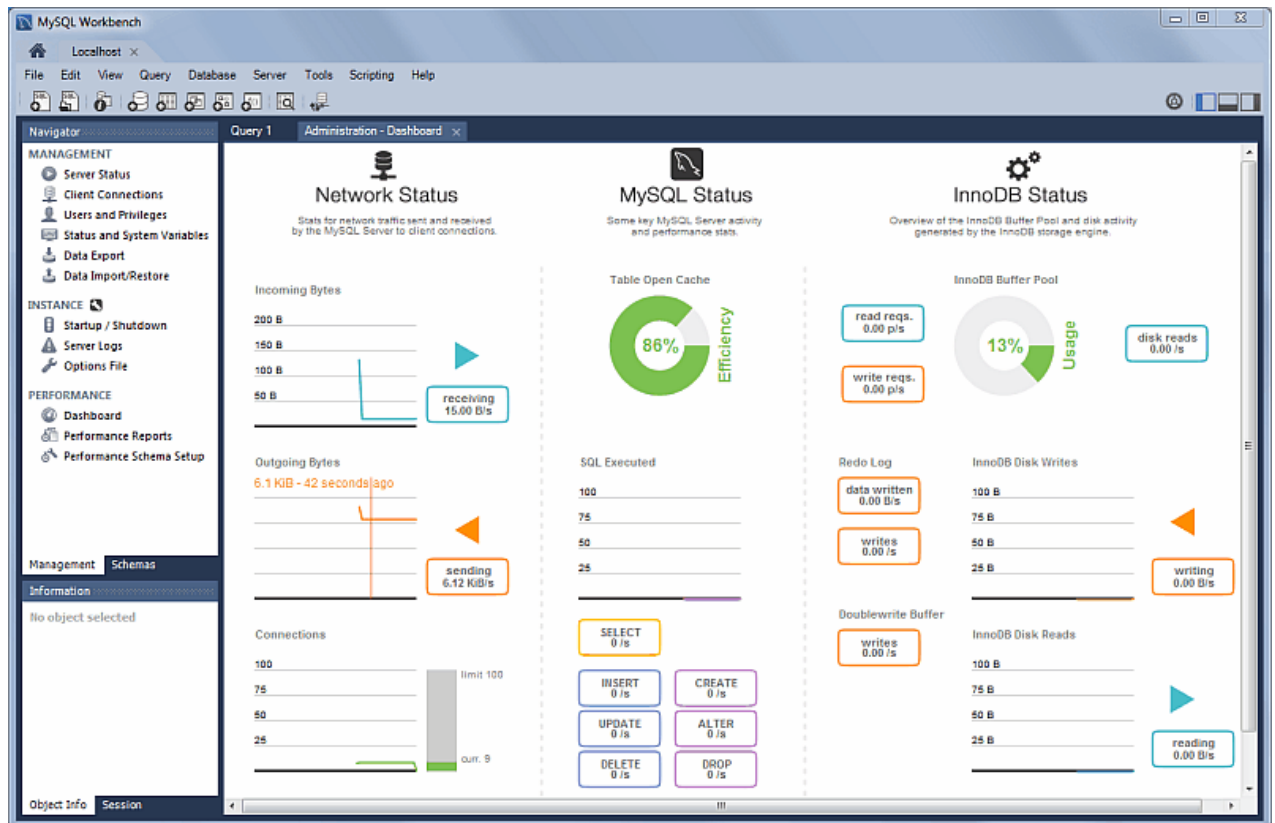 MySQL Workbench
Localhost
File Edit View Query Database Server Tools Scripting Help
Navigator
MANAGEMENT
Server Status
Client Connections
Users and Privileges
Status and System Variables
Data Export
Data Import/Restore
INSTANCE
Startup / Shutdown
Server Logs
Options File
PERFORMANCE
Dashboard
Performance Reports
Performance Schema Setup
Management Schemas
Information
No object selected
Object Info Session
Query 1 Administration - Dashboard
Network Status
Stats for network traffic sent and received
by the MySQL Server to client connections.
Incoming Bytes
200 B
150 B
100 B
50 B
receiving
15.00 B/s
Outgoing Bytes
6.1 KiB - 42 seconds ago
sending
6.12 KiB/s
Connections
100
75
50
25
limit 100
curr. 9
MySQL Status
Some key MySQL Server activity
and performance stats.
Table Open Cache
86%
Efficiency
SQL Executed
100
75
50
25
SELECT
0 /s
INSERT
0 /s
CREATE
0 /s
UPDATE
0 /s
ALTER
0 /s
DELETE
0 /s
DROP
0 /s
InnoDB Status
Overview of the InnoDB Buffer Pool and disk activity
generated by the InnoDB storage engine.
InnoDB Buffer Pool
read reqs.
0.00 p/s
write reqs.
0.00 p/s
13%
Usage
disk reads
0.00 /s
Redo Log
data written
0.00 B/s
writes
0.00 /s
Doublewrite Buffer
writes
0.00 /s
InnoDB Disk Writes
100 B
75 B
50 B
25 B
writing
0.00 B/s
InnoDB Disk Reads
100 B
75 B
50 B
25 B
reading
0.00 B/s